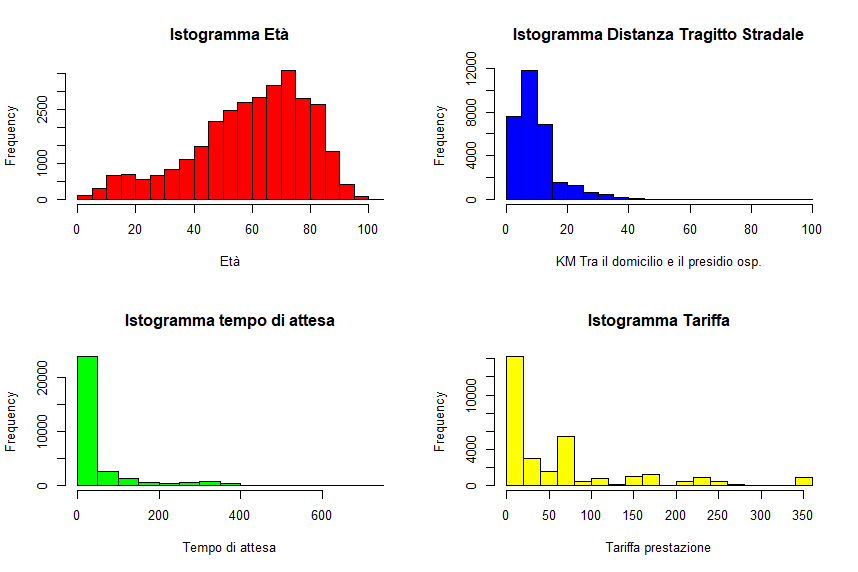 Istogramma Età
Frequency
2500
1000
0
0 20 40 60 80 100
Età
Istogramma Distanza Tragitto Stradale
Frequency
12000
8000
4000
0
0 20 40 60 80 100
KM Tra il domicilio e il presidio osp.
Istogramma tempo di attesa
Frequency
20000
10000
0
0 200 400 600
Tempo di attesa
Istogramma Tariffa
Frequency
10000
4000
0
0 50 100 150 200 250 300 350
Tariffa prestazione